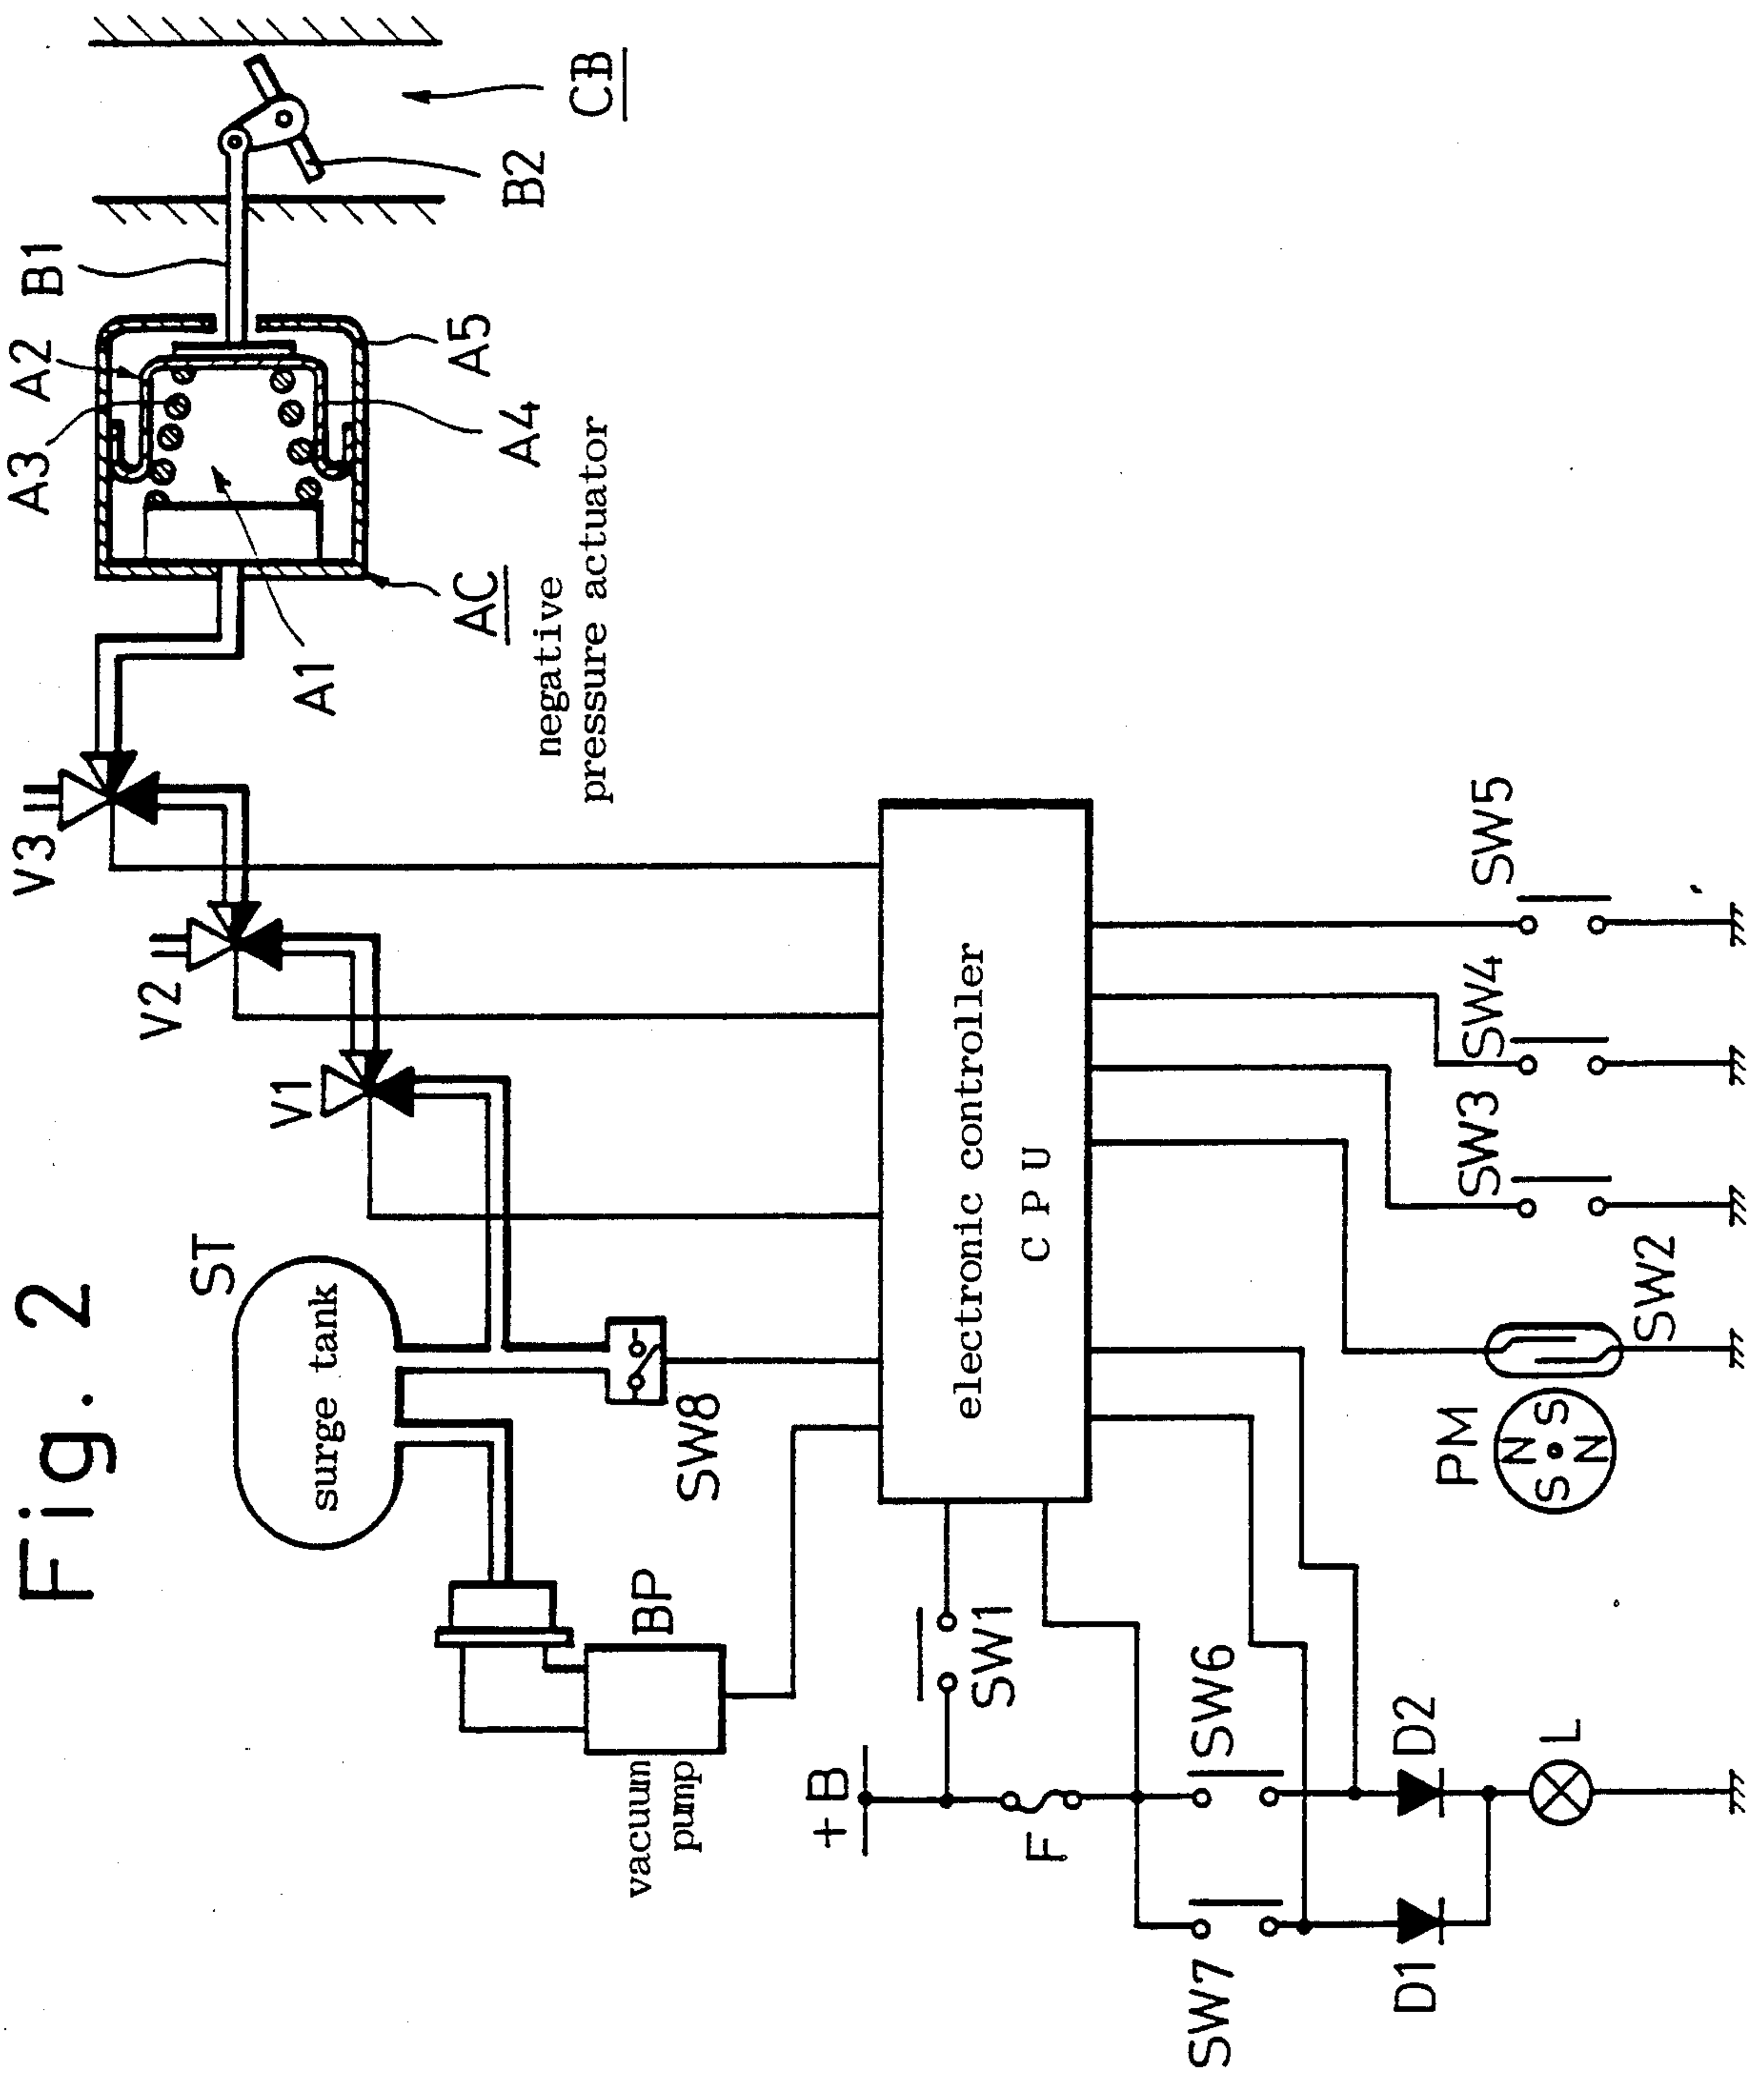 Fig. 2
ST
surge tank
V1
V2
V3
A3
A2
B1
A1
AC
negative
pressure actuator
A4
A5
B2
CB
vacuum
pump
BP
SW8
+B
SW1
F
electronic controller
CPU
SW7
SW6
D1
D2
L
PM
N
S
S
N
SW2
SW3
SW4
SW5